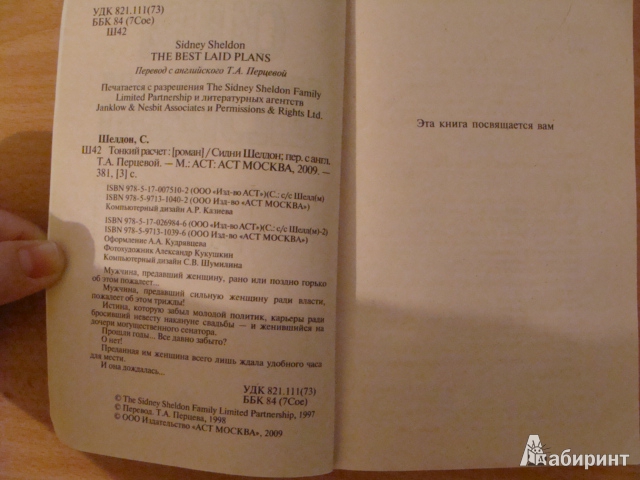 УДК 821.111(73)
ББК 84 (7Сое)
Ш42
Sidney Sheldon
THE BEST LAID PLANS
Перевод с английского Т.А. Перцевой
Печатается с разрешения The Sidney Sheldon Family
Limited Partnership и литературных агентств
Janklow & Nesbit Associates и Permissions & Rights Ltd.
Шелдон, С.
Ш42 Тонкий расчет: [роман] / Сидни Шелдон; пер. с англ.
Т.А. Перцевой. — М.: АСТ: АСТ МОСКВА, 2009. —
381, [3] с.
ISBN 978-5-17-007510-2 (ООО «Изд-во АСТ»)(С.: с/с Шелд(м)
ISBN 978-5-9713-1040-2 (ООО Изд-во «АСТ МОСКВА»)
Компьютерный дизайн А.Р. Казиева
ISBN 978-5-17-026984-6 (ООО «Изд-во АСТ»)(С.: с/с Шелд(м)-2)
ISBN 978-5-9713-1039-6 (ООО Изд-во «АСТ МОСКВА»)
Оформление А.А. Кудрявцева
Фотохудожник Александр Кукушкин
Компьютерный дизайн С.В. Шумилина
Мужчина, предавший женщину, рано или поздно горько
об этом пожалеет...
Мужчина, предавший сильную женщину ради власти,
пожалеет об этом трижды!
Истина, которую забыл молодой политик, карьеры ради
бросивший невесту накануне свадьбы — и женившийся на
дочери могущественного сенатора.
Прошли годы... Все давно забыто?
О нет!
Преданная им женщина всего лишь ждала удобного часа
для мести.
И она дождалась...
УДК 821.111(73)
ББК 84 (7Сое)
© The Sidney Sheldon Family Limited Partnership, 1997
© Перевод. Т.А. Перцева, 1998
© ООО Издательство «АСТ МОСКВА», 2009
Эта книга посвящается вам
Лабиринт